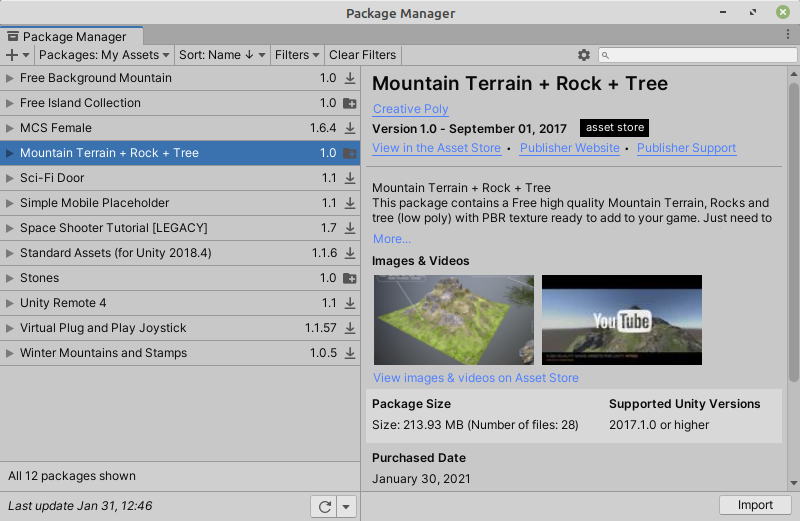 Package Manager
Package Manager
Packages: My Assets
Sort: Name ↓
Filters
Clear Filters
Free Background Mountain 1.0
Free Island Collection 1.0
MCS Female 1.6.4
Mountain Terrain + Rock + Tree 1.0
Sci-Fi Door 1.1
Simple Mobile Placeholder 1.1
Space Shooter Tutorial [LEGACY] 1.7
Standard Assets (for Unity 2018.4) 1.1.6
Stones 1.0
Unity Remote 4 1.1
Virtual Plug and Play Joystick 1.1.57
Winter Mountains and Stamps 1.0.5
All 12 packages shown
Last update Jan 31, 12:46
Mountain Terrain + Rock + Tree
Creative Poly
Version 1.0 - September 01, 2017 asset store
View in the Asset Store • Publisher Website • Publisher Support
Mountain Terrain + Rock + Tree
This package contains a Free high quality Mountain Terrain, Rocks and
tree (low poly) with PBR texture ready to add to your game. Just need to
More...
Images & Videos
YouTube
View images & videos on Asset Store
Package Size
Size: 213.93 MB (Number of files: 28)
Supported Unity Versions
2017.1.0 or higher
Purchased Date
January 30, 2021
Import